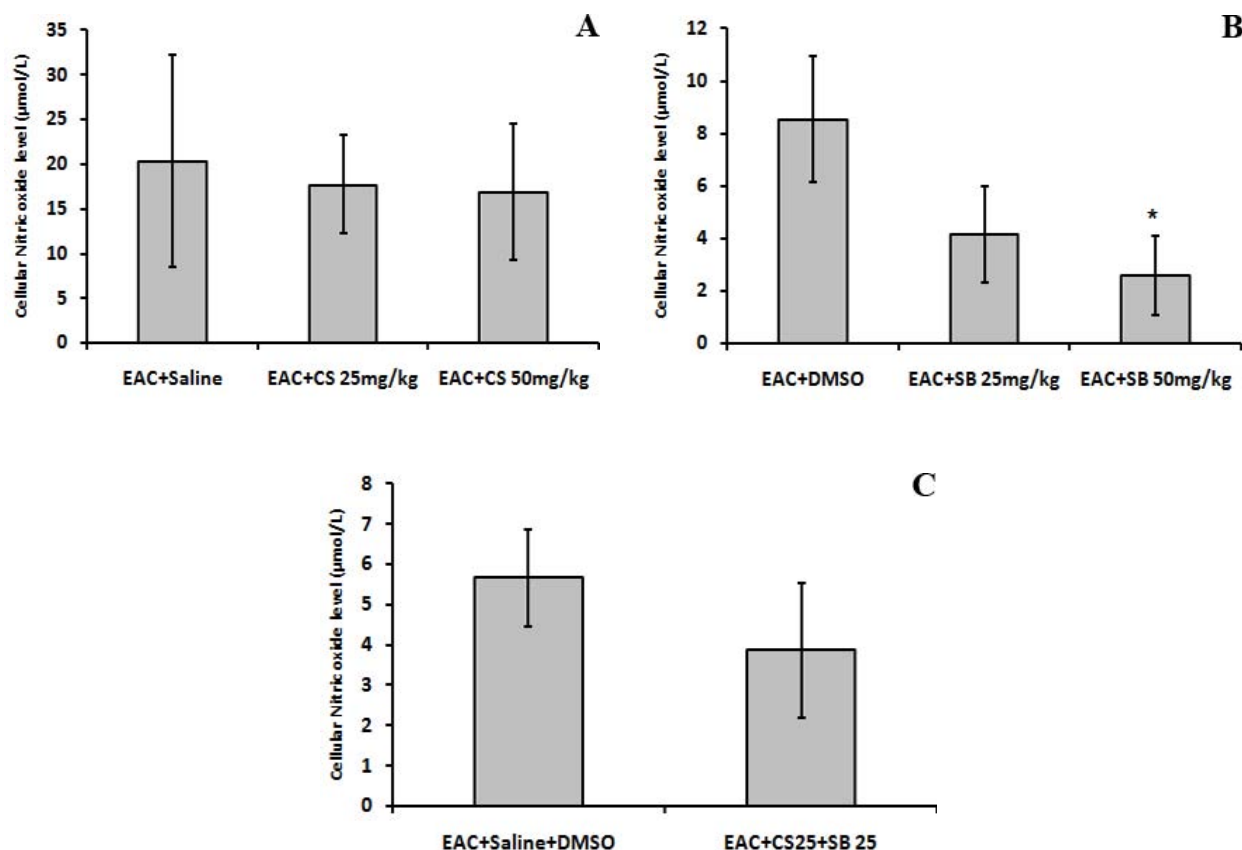 A
Cellular Nitric oxide level (µmol/L)
35
30
25
20
15
10
5
0
EAC+Saline EAC+CS 25mg/kg EAC+CS 50mg/kg
B
Cellular Nitric oxide level (µmol/L)
12
10
8
6
4
2
0
*
EAC+DMSO EAC+SB 25mg/kg EAC+SB 50mg/kg
C
Cellular Nitric oxide level (µmol/L)
8
7
6
5
4
3
2
1
0
EAC+Saline+DMSO EAC+CS25+SB 25